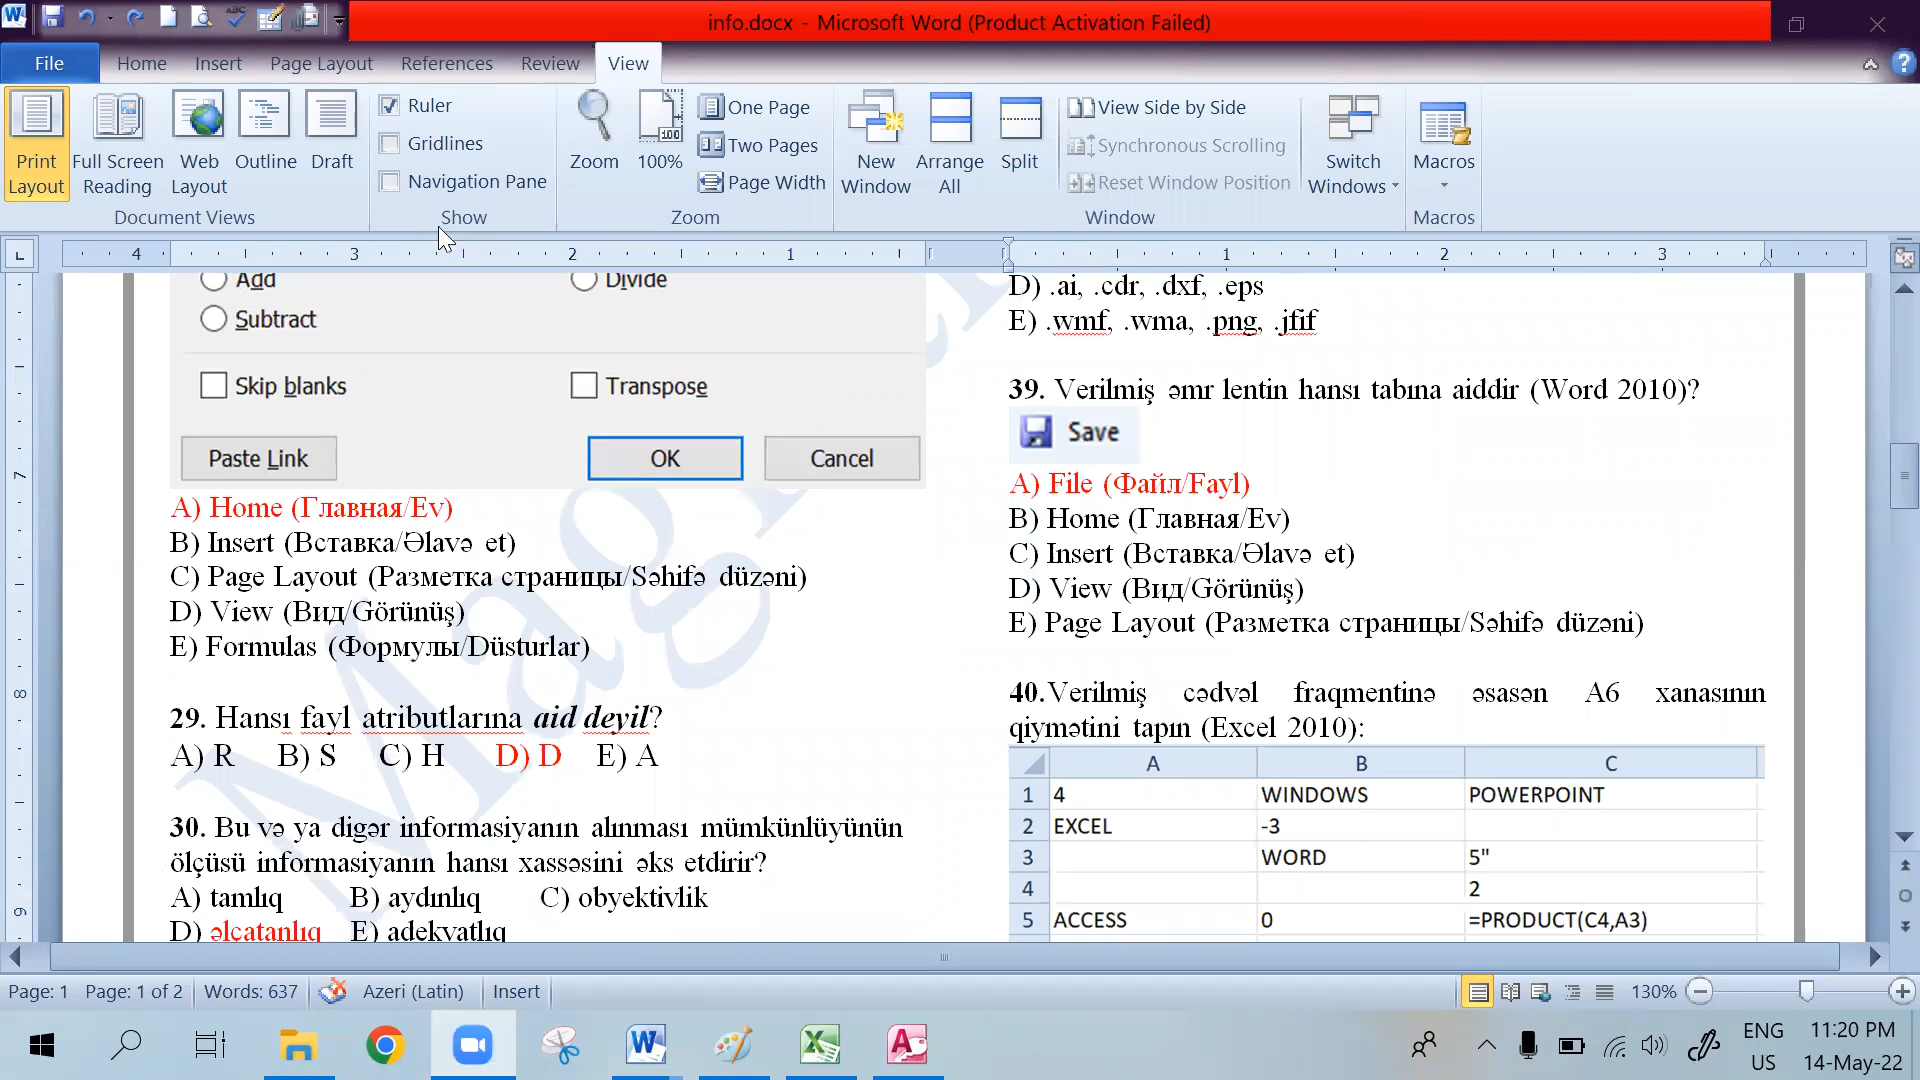 info.docx - Microsoft Word (Product Activation Failed)
File Home Insert Page Layout References Review View
Print Layout
Full Screen Reading
Web Layout
Outline
Draft
Document Views
Ruler
Gridlines
Navigation Pane
Show
Zoom
100%
One Page
Two Pages
Page Width
Zoom
New Window
Arrange All
Split
View Side by Side
Synchronous Scrolling
Reset Window Position
Window
Switch Windows
Macros
Macros
4 3 2 1 1 2 3
Add Divide
Subtract
Skip blanks Transpose
Paste Link OK Cancel
A) Home (Главная/Ev)
B) Insert (Вставка/Əlavə et)
C) Page Layout (Разметка страницы/Səhifə düzəni)
D) View (Вид/Görünüş)
E) Formulas (Формулы/Düsturlar)
29. Hansı fayl atributlarına aid deyil?
A) R B) S C) H D) D E) A
30. Bu və ya digər informasiyanın alınması mümkünlüyünün
ölçüsü informasiyanın hansı xassəsini əks etdirir?
A) tamlıq B) aydınlıq C) obyektivlik
D) əlçatanlıq E) adekvatlıq
D) .ai, .cdr, .dxf, .eps
E) .wmf, .wma, .png, .jfif
39. Verilmiş əmr lentin hansı tabına aiddir (Word 2010)?
Save
A) File (Файл/Fayl)
B) Home (Главная/Ev)
C) Insert (Вставка/Əlavə et)
D) View (Вид/Görünüş)
E) Page Layout (Разметка страницы/Səhifə düzəni)
40.Verilmiş cədvəl fraqmentinə əsasən A6 xanasının
qiymətini tapın (Excel 2010):
A B C
1 4 WINDOWS POWERPOINT
2 EXCEL -3
3 WORD 5"
4 2
5 ACCESS 0 =PRODUCT(C4,A3)
7
8
9
Page: 1 Page: 1 of 2 Words: 637 Azeri (Latin) Insert 130%
ENG
US
11:20 PM
14-May-22